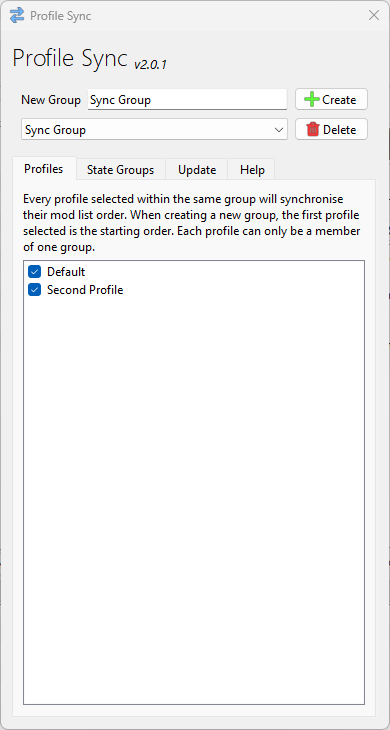 Profile Sync
Profile Sync v2.0.1
New Group Sync Group Create
Sync Group Delete
Profiles State Groups Update Help
Every profile selected within the same group will synchronise
their mod list order. When creating a new group, the first profile
selected is the starting order. Each profile can only be a member
of one group.
Default
Second Profile